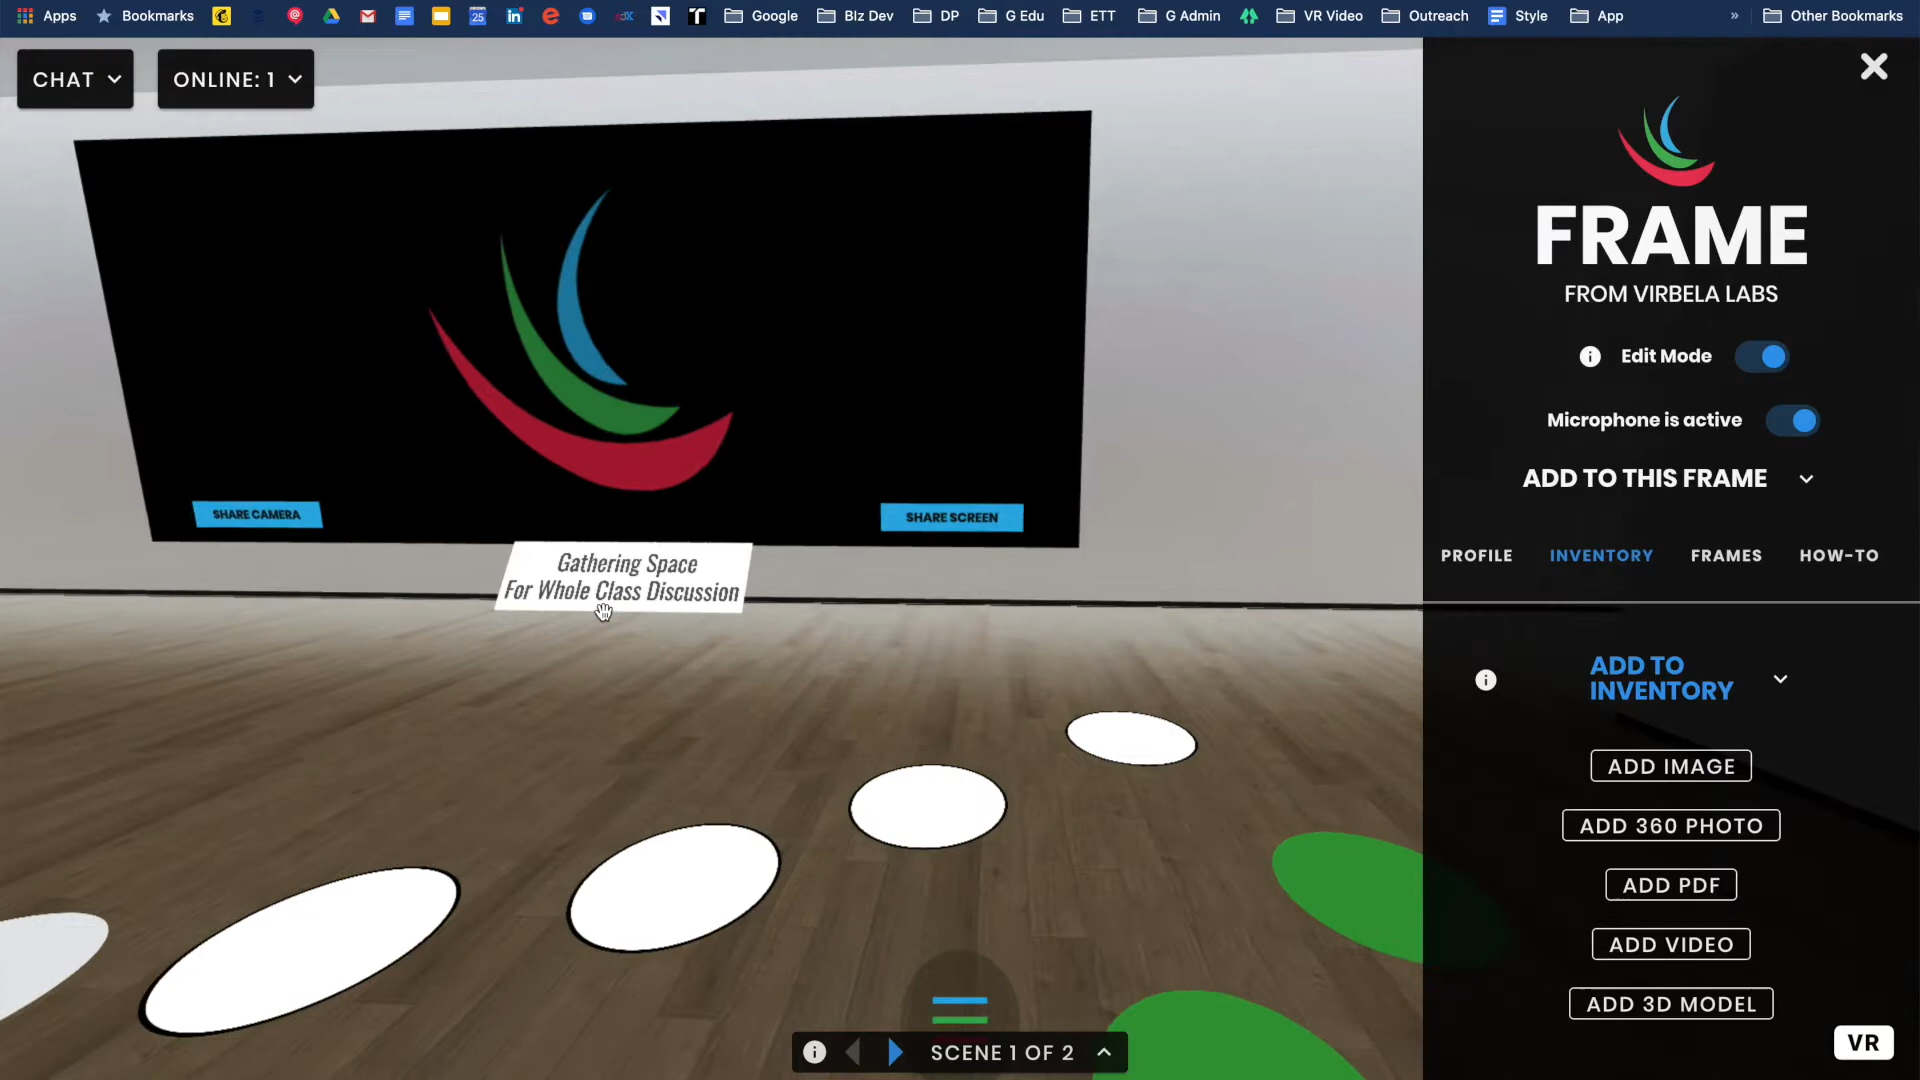 Apps
Bookmarks
25
Google
BIz Dev
DP
G Edu
ETT
G Admin
VR Video
Outreach
Style
App
»
Other Bookmarks
CHAT
ONLINE: 1
SHARE CAMERA
SHARE SCREEN
Gathering Space
For Whole Class Discussion
FRAME
FROM VIRBELA LABS
Edit Mode
Microphone is active
ADD TO THIS FRAME
PROFILE
INVENTORY
FRAMES
HOW-TO
ADD TO
INVENTORY
ADD IMAGE
ADD 360 PHOTO
ADD PDF
ADD VIDEO
ADD 3D MODEL
SCENE 1 OF 2
VR